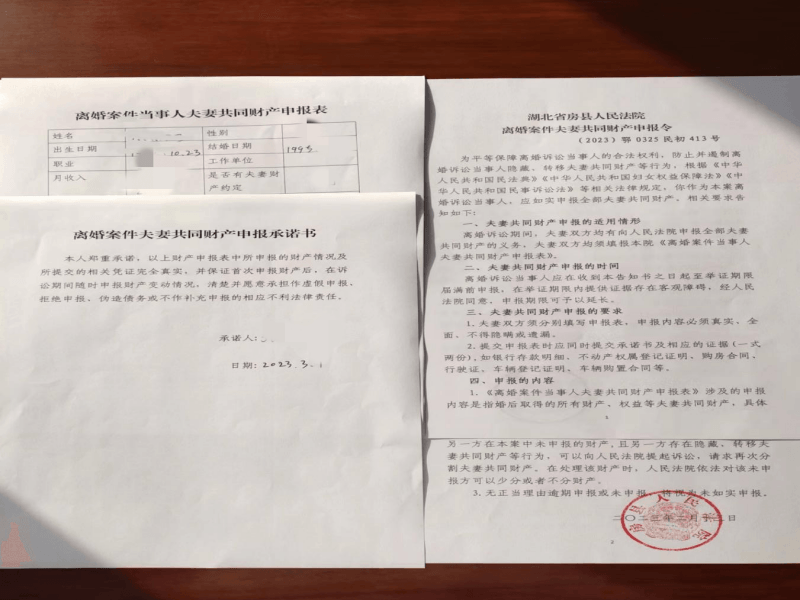 离婚案件当事人夫妻共同财产申报表
姓名 性别
出生日期 10.23 结婚日期 199
职业 工作单位
月收入 是否有夫妻财
产约定
离婚案件夫妻共同财产申报承诺书
本人郑重承诺，以上财产申报表中所申报的财产情况及
所提交的相关凭证完全真实，并保证首次申报财产后，在诉
讼期间随时申报财产变动情况，清楚并愿意承担作虚假申报、
拒绝申报、伪造债务或不作补充申报的相应不利法律责任。
承诺人：
日期：2023.3.
湖北省房县人民法院
离婚案件夫妻共同财产申报令
（2023）鄂 0325 民初 413 号
为平等保障离婚诉讼当事人的合法权利，防止并遏制离
婚诉讼当事人隐藏、转移夫妻共同财产等行为，根据《中华
人民共和国民法典》《中华人民共和国妇女权益保障法》《中
华人民共和国民事诉讼法》等相关法律规定，你作为本案离
婚诉讼当事人，应如实申报全部夫妻共同财产，相关要求告
知如下：
一、夫妻共同财产申报的适用情形
离婚诉讼期间，夫妻双方均有向人民法院申报全部夫妻
共同财产的义务，夫妻双方均须填报本院《离婚案件当事人
夫妻共同财产申报表》。
二、夫妻共同财产申报的时间
离婚诉讼当事人应在收到本告知书之日起至举证期限
届满前申报，在举证期限内提供证据存在客观障碍，经人民
法院同意，申报期限可予以延长。
三、夫妻共同财产申报的要求
1.夫妻双方须分别填写申报表，申报内容必须真实、全
面，不得隐瞒或遗漏。
2.提交申报表时应同时提交承诺书及相应的证据（一式
两份），如银行存款明细、不动产权属登记证明、购房合同、
行驶证、车辆登记证明、车辆购置合同等。
四、申报的内容
1.《离婚案件当事人夫妻共同财产申报表》涉及的申报
内容是指婚后取得的所有财产、权益等夫妻共同财产，具体
另一方在本案中未申报的财产，且另一方存在隐藏、转移夫
妻共同财产等行为，可以向人民法院提起诉讼，请求再次分
割夫妻共同财产。在处理该财产时，人民法院依法对该未申
报方可以少分或者不分财产。
3.无正当理由逾期申报或未申报，将视为未如实申报。
二〇二三年二月十 日
房县人民法院
2